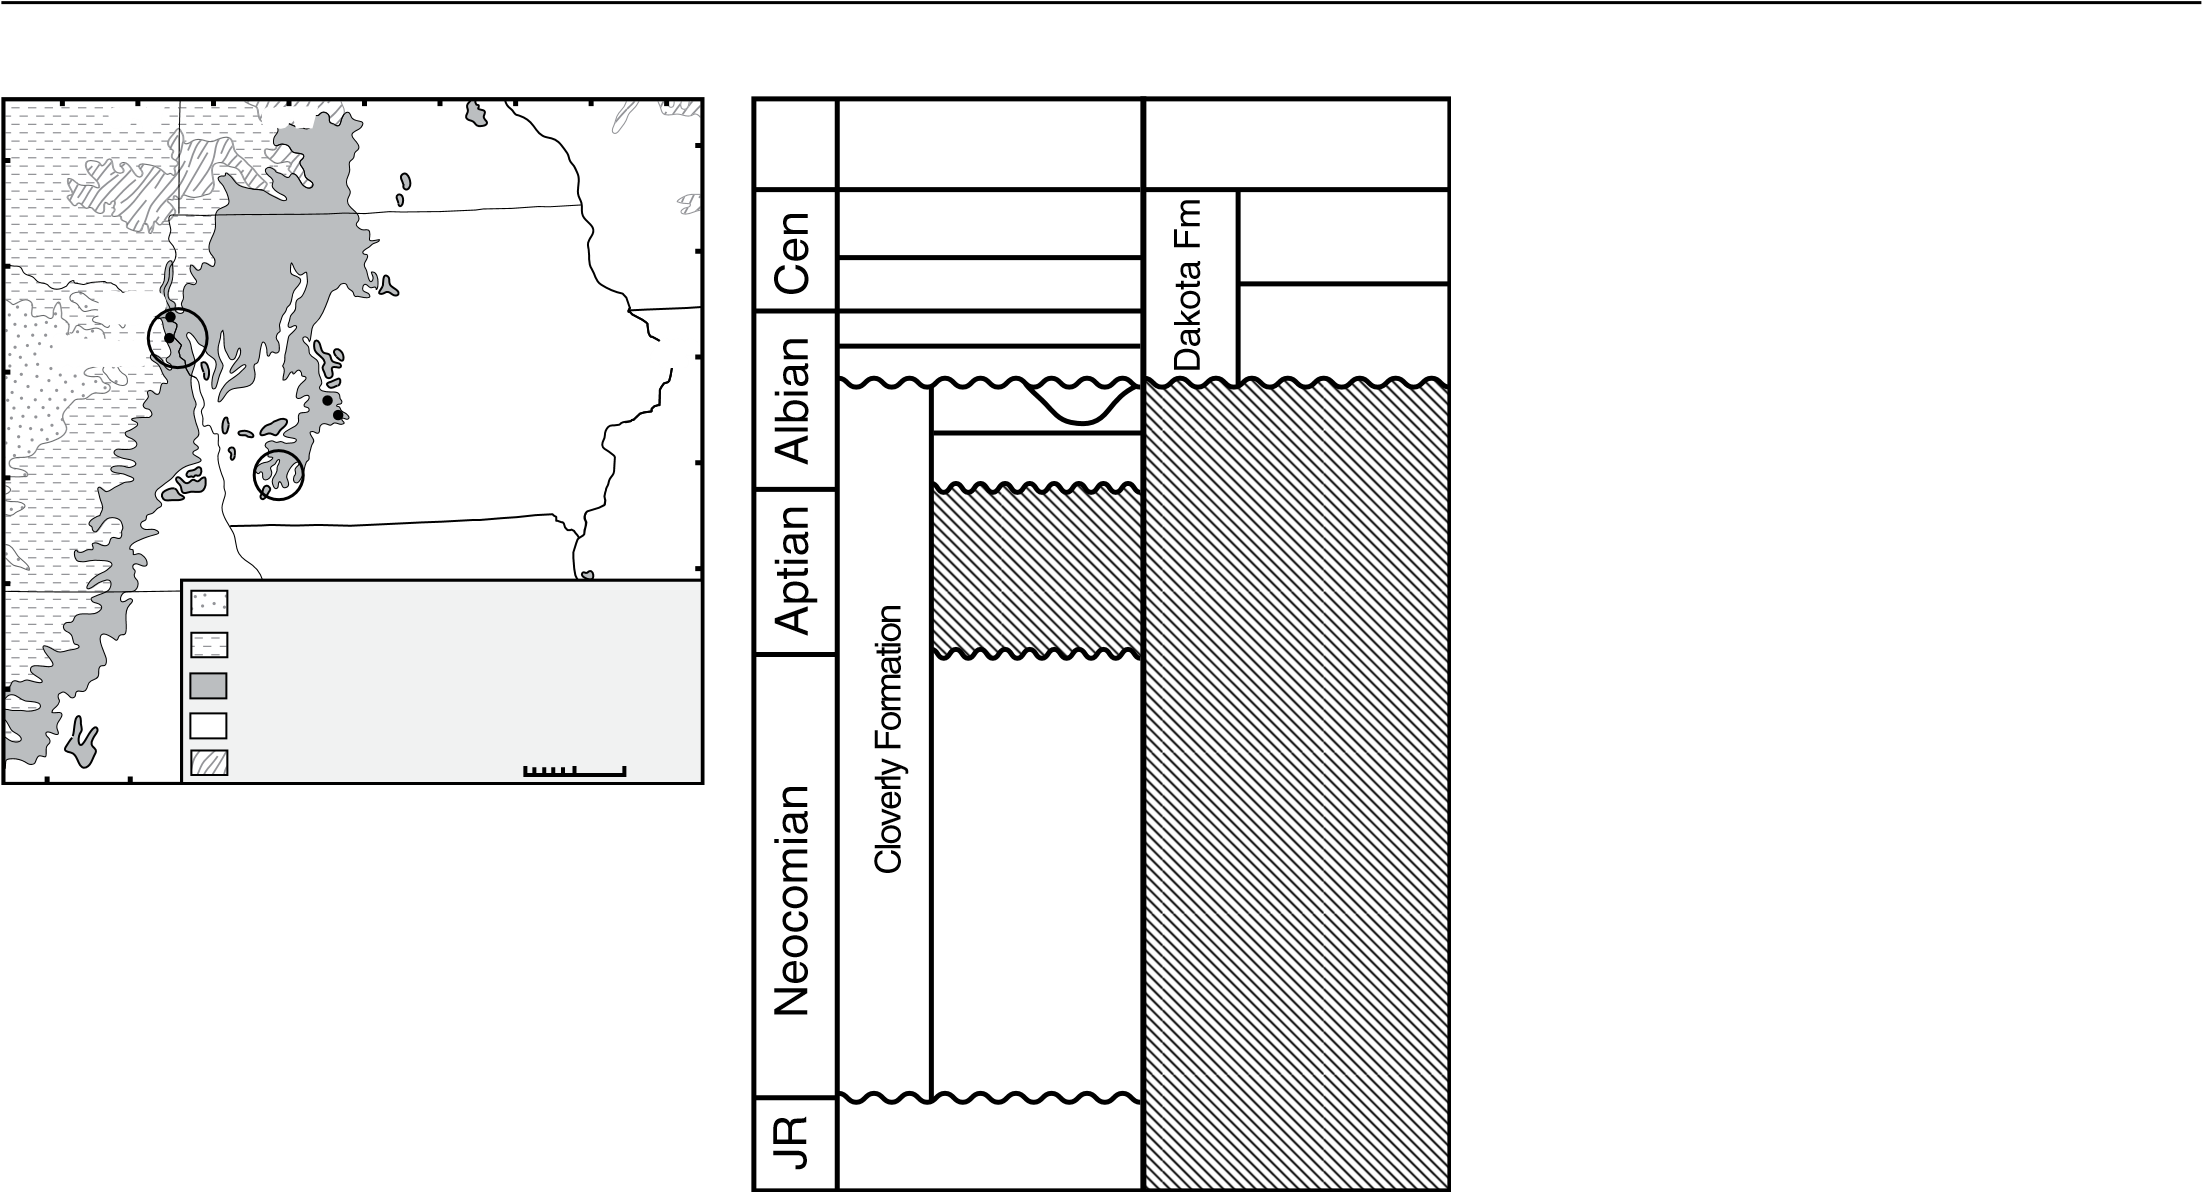 Cen
Albian
Aptian
Neocomian
JR
Cloverly Formation
Dakota Fm